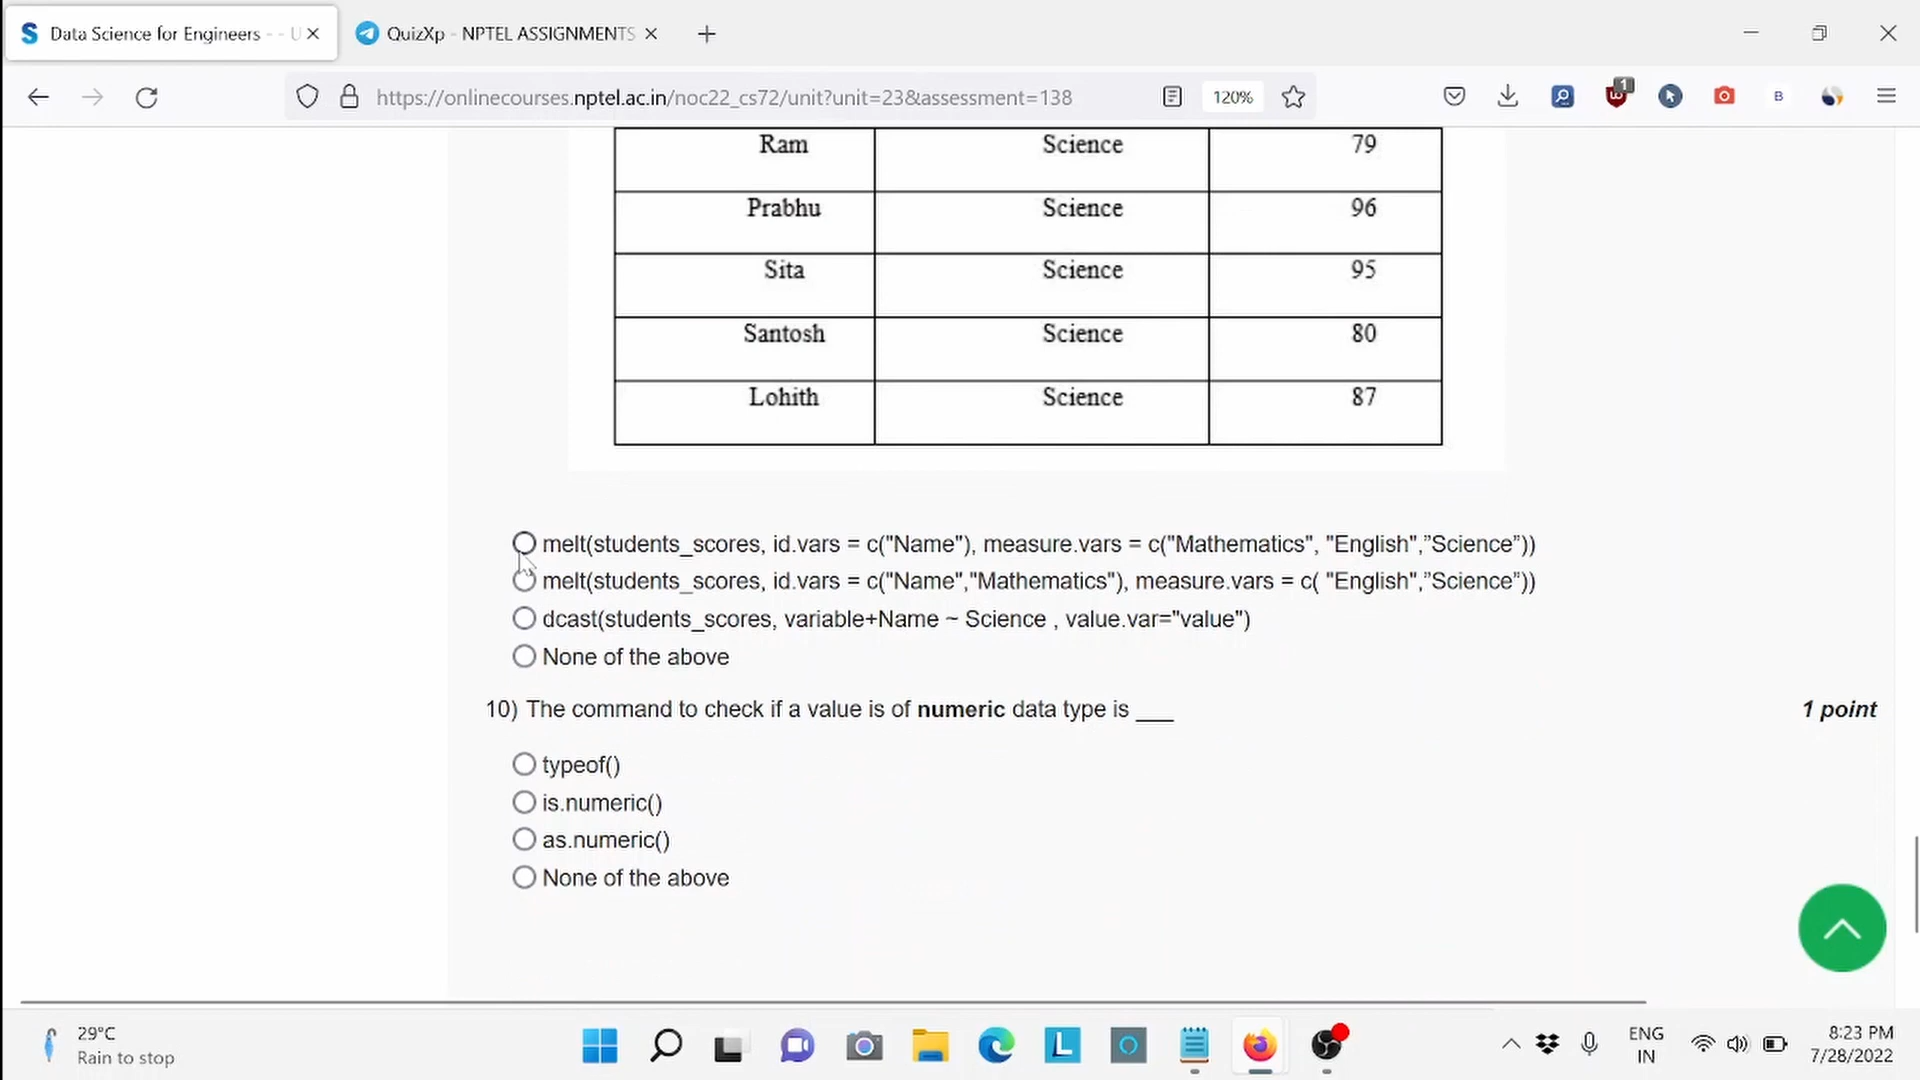 Data Science for Engineers - - U
QuizXp - NPTEL ASSIGNMENTS
https://onlinecourses.nptel.ac.in/noc22_cs72/unit?unit=23&assessment=138
120%
1
B
Ram Science 79
Prabhu Science 96
Sita Science 95
Santosh Science 80
Lohith Science 87
melt(students_scores, id.vars = c("Name"), measure.vars = c("Mathematics", "English",”Science”))
melt(students_scores, id.vars = c("Name","Mathematics"), measure.vars = c( "English",”Science”))
dcast(students_scores, variable+Name ~ Science , value.var="value")
None of the above
10) The command to check if a value is of numeric data type is ___
1 point
typeof()
is.numeric()
as.numeric()
None of the above
29°C
Rain to stop
L
ENG
IN
8:23 PM
7/28/2022